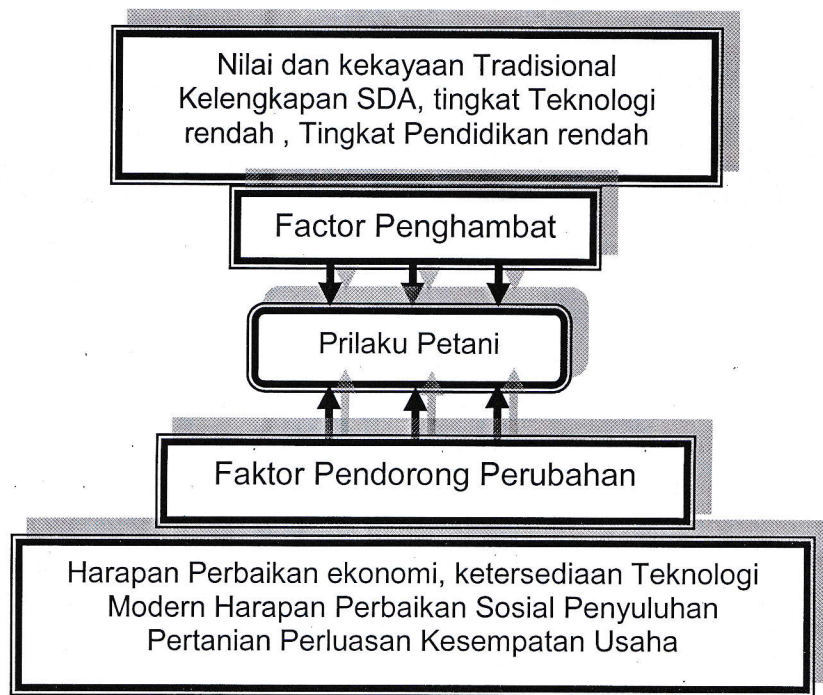 Nilai dan kekayaan Tradisional
Kelengkapan SDA, tingkat Teknologi
rendah , Tingkat Pendidikan rendah
Factor Penghambat
Prilaku Petani
Faktor Pendorong Perubahan
Harapan Perbaikan ekonomi, ketersediaan Teknologi
Modern Harapan Perbaikan Sosial Penyuluhan
Pertanian Perluasan Kesempatan Usaha